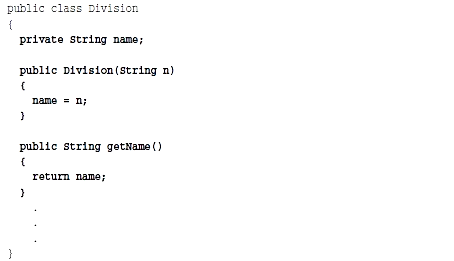 public class Division
{
private String name;
public Division(String n)
{
name = n;
}
public String getName()
{
return name;
}
.
.
.
}